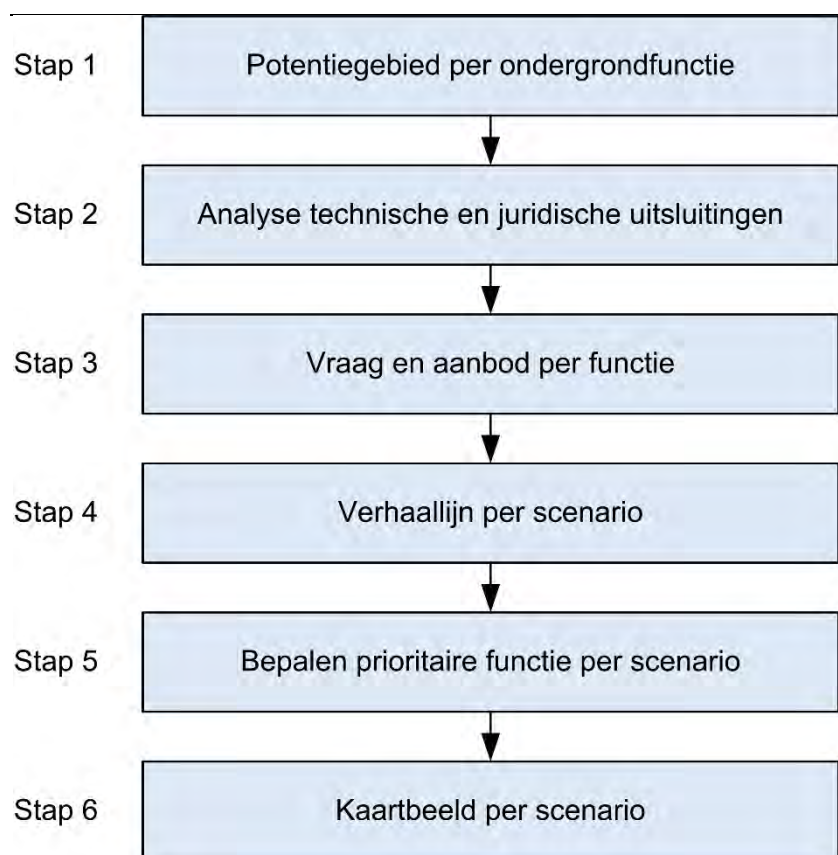 Stap 1 Potentiegebied per ondergrondfunctie
Stap 2 Analyse technische en juridische uitsluitingen
Stap 3 Vraag en aanbod per functie
Stap 4 Verhaallijn per scenario
Stap 5 Bepalen prioritaire functie per scenario
Stap 6 Kaartbeeld per scenario